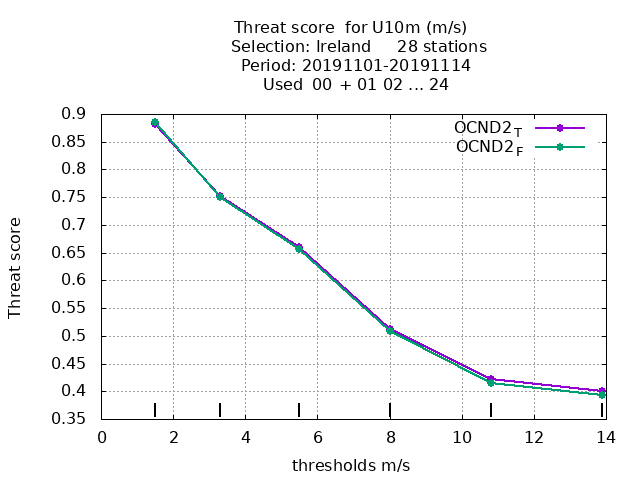 Threat score  for U10m (m/s)
Selection: Ireland     28 stations
Period: 20191101-20191114
Used  00 + 01 02 ... 24
OCND2T
OCND2F
0.9
0.85
0.8
0.75
0.7
0.65
0.6
0.55
0.5
0.45
0.4
0.35
Threat score
0 2 4 6 8 10 12 14
thresholds m/s